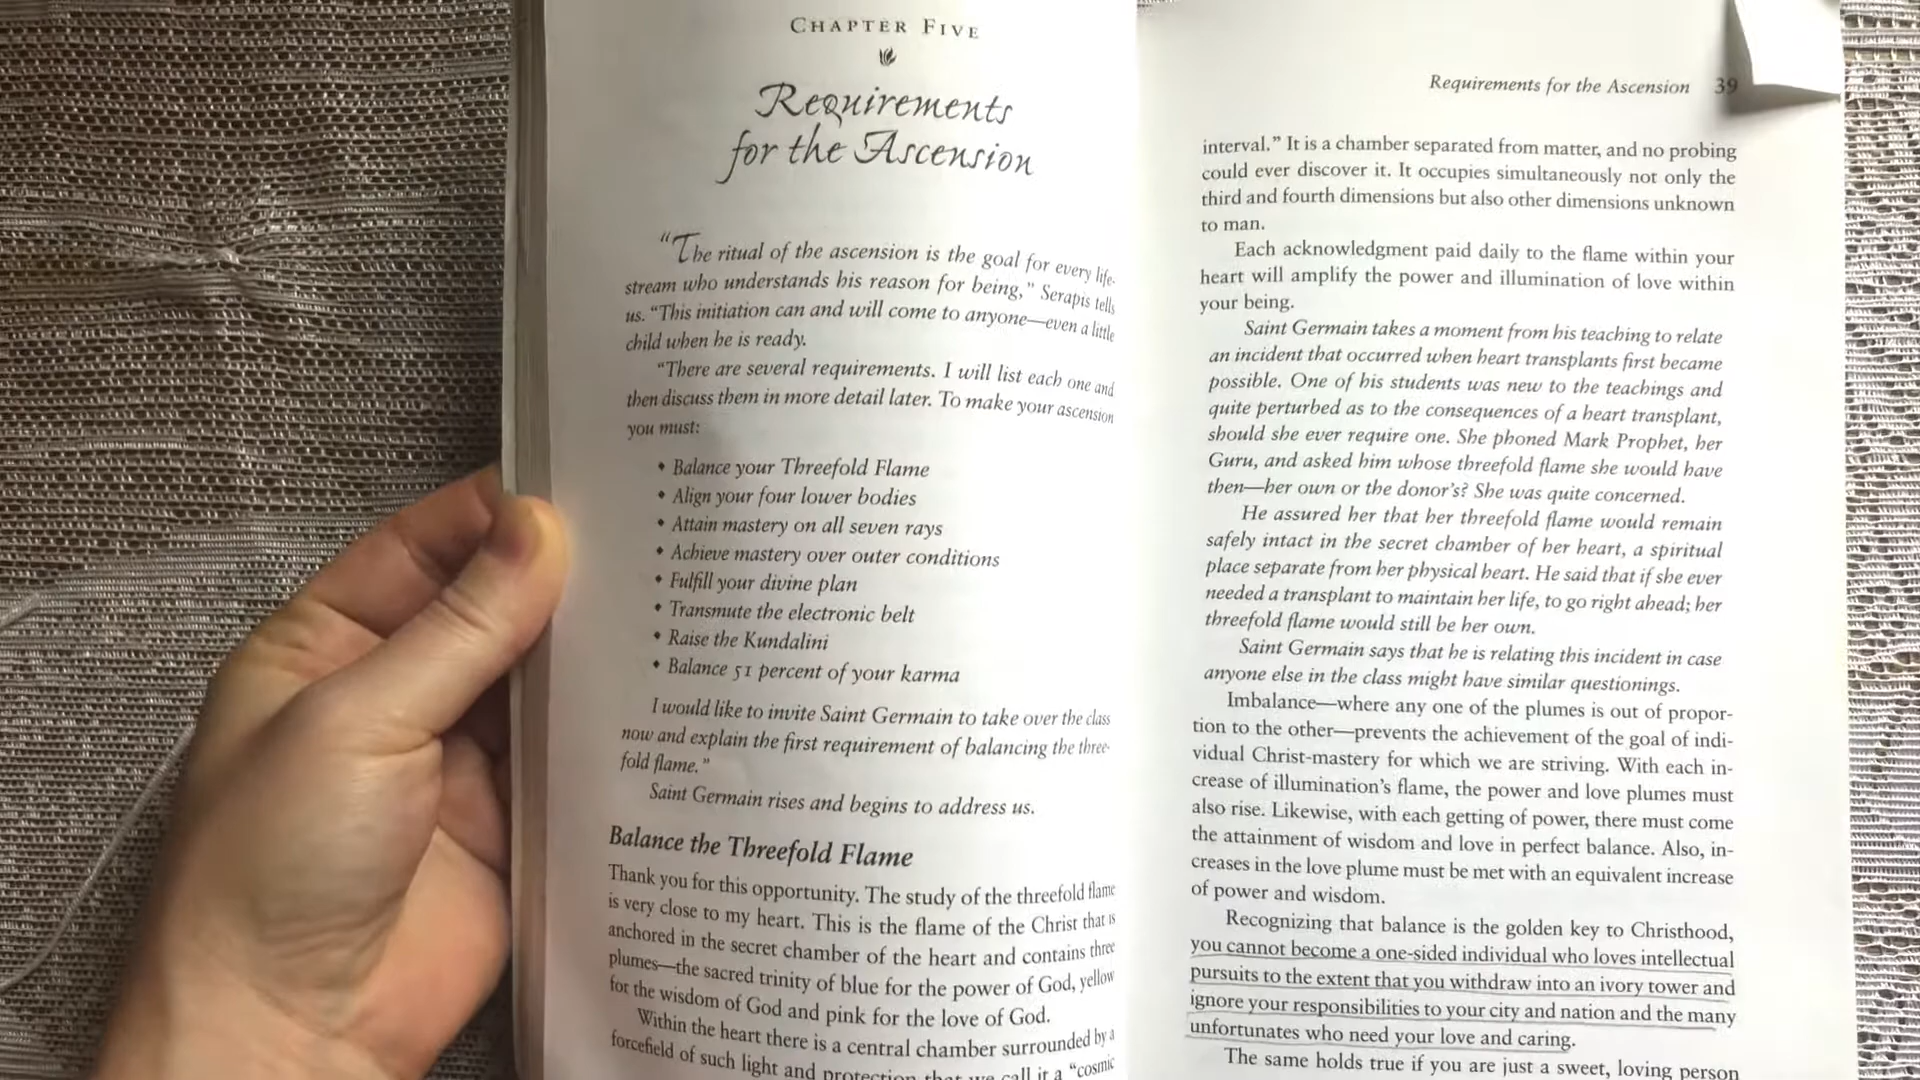 CHAPTER FIVE
Requirements
for the Ascension
"The ritual of the ascension is the goal for every life-
stream who understands his reason for being," Serapis tells
us. "This initiation can and will come to anyone—even a little
child when he is ready.
"There are several requirements. I will list each one and
then discuss them in more detail later. To make your ascension
you must:
• Balance your Threefold Flame
• Align your four lower bodies
• Attain mastery on all seven rays
• Achieve mastery over outer conditions
• Fulfill your divine plan
• Transmute the electronic belt
• Raise the Kundalini
• Balance 51 percent of your karma
I would like to invite Saint Germain to take over the class
now and explain the first requirement of balancing the three-
fold flame."
Saint Germain rises and begins to address us.
Balance the Threefold Flame
Thank you for this opportunity. The study of the threefold flame
is very close to my heart. This is the flame of the Christ that is
anchored in the secret chamber of the heart and contains three
plumes—the sacred trinity of blue for the power of God, yellow
for the wisdom of God and pink for the love of God.
Within the heart there is a central chamber surrounded by a
forcefield of such light and protection that we call it a "cosmic
Requirements for the Ascension 39
interval." It is a chamber separated from matter, and no probing
could ever discover it. It occupies simultaneously not only the
third and fourth dimensions but also other dimensions unknown
to man.
Each acknowledgment paid daily to the flame within your
heart will amplify the power and illumination of love within
your being.
Saint Germain takes a moment from his teaching to relate
an incident that occurred when heart transplants first became
possible. One of his students was new to the teachings and
quite perturbed as to the consequences of a heart transplant,
should she ever require one. She phoned Mark Prophet, her
Guru, and asked him whose threefold flame she would have
then—her own or the donor's? She was quite concerned.
He assured her that her threefold flame would remain
safely intact in the secret chamber of her heart, a spiritual
place separate from her physical heart. He said that if she ever
needed a transplant to maintain her life, to go right ahead; her
threefold flame would still be her own.
Saint Germain says that he is relating this incident in case
anyone else in the class might have similar questionings.
Imbalance—where any one of the plumes is out of propor-
tion to the other—prevents the achievement of the goal of indi-
vidual Christ-mastery for which we are striving. With each in-
crease of illumination's flame, the power and love plumes must
also rise. Likewise, with each getting of power, there must come
the attainment of wisdom and love in perfect balance. Also, in-
creases in the love plume must be met with an equivalent increase
of power and wisdom.
Recognizing that balance is the golden key to Christhood,
you cannot become a one-sided individual who loves intellectual
pursuits to the extent that you withdraw into an ivory tower and
ignore your responsibilities to your city and nation and the many
unfortunates who need your love and caring.
The same holds true if you are just a sweet, loving person